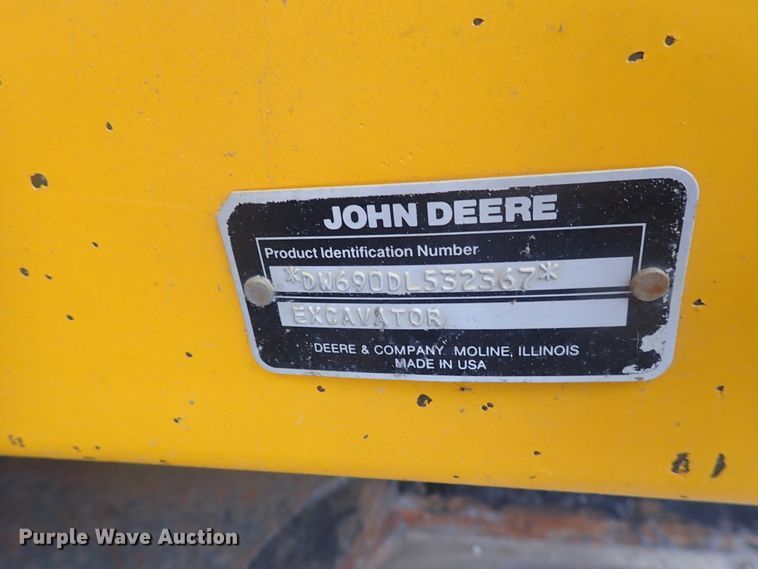 JOHN DEERE
Product Identification Number
*DW690DL532367*
EXCAVATOR
DEERE & COMPANY MOLINE, ILLINOIS
MADE IN USA
Purple Wave Auction